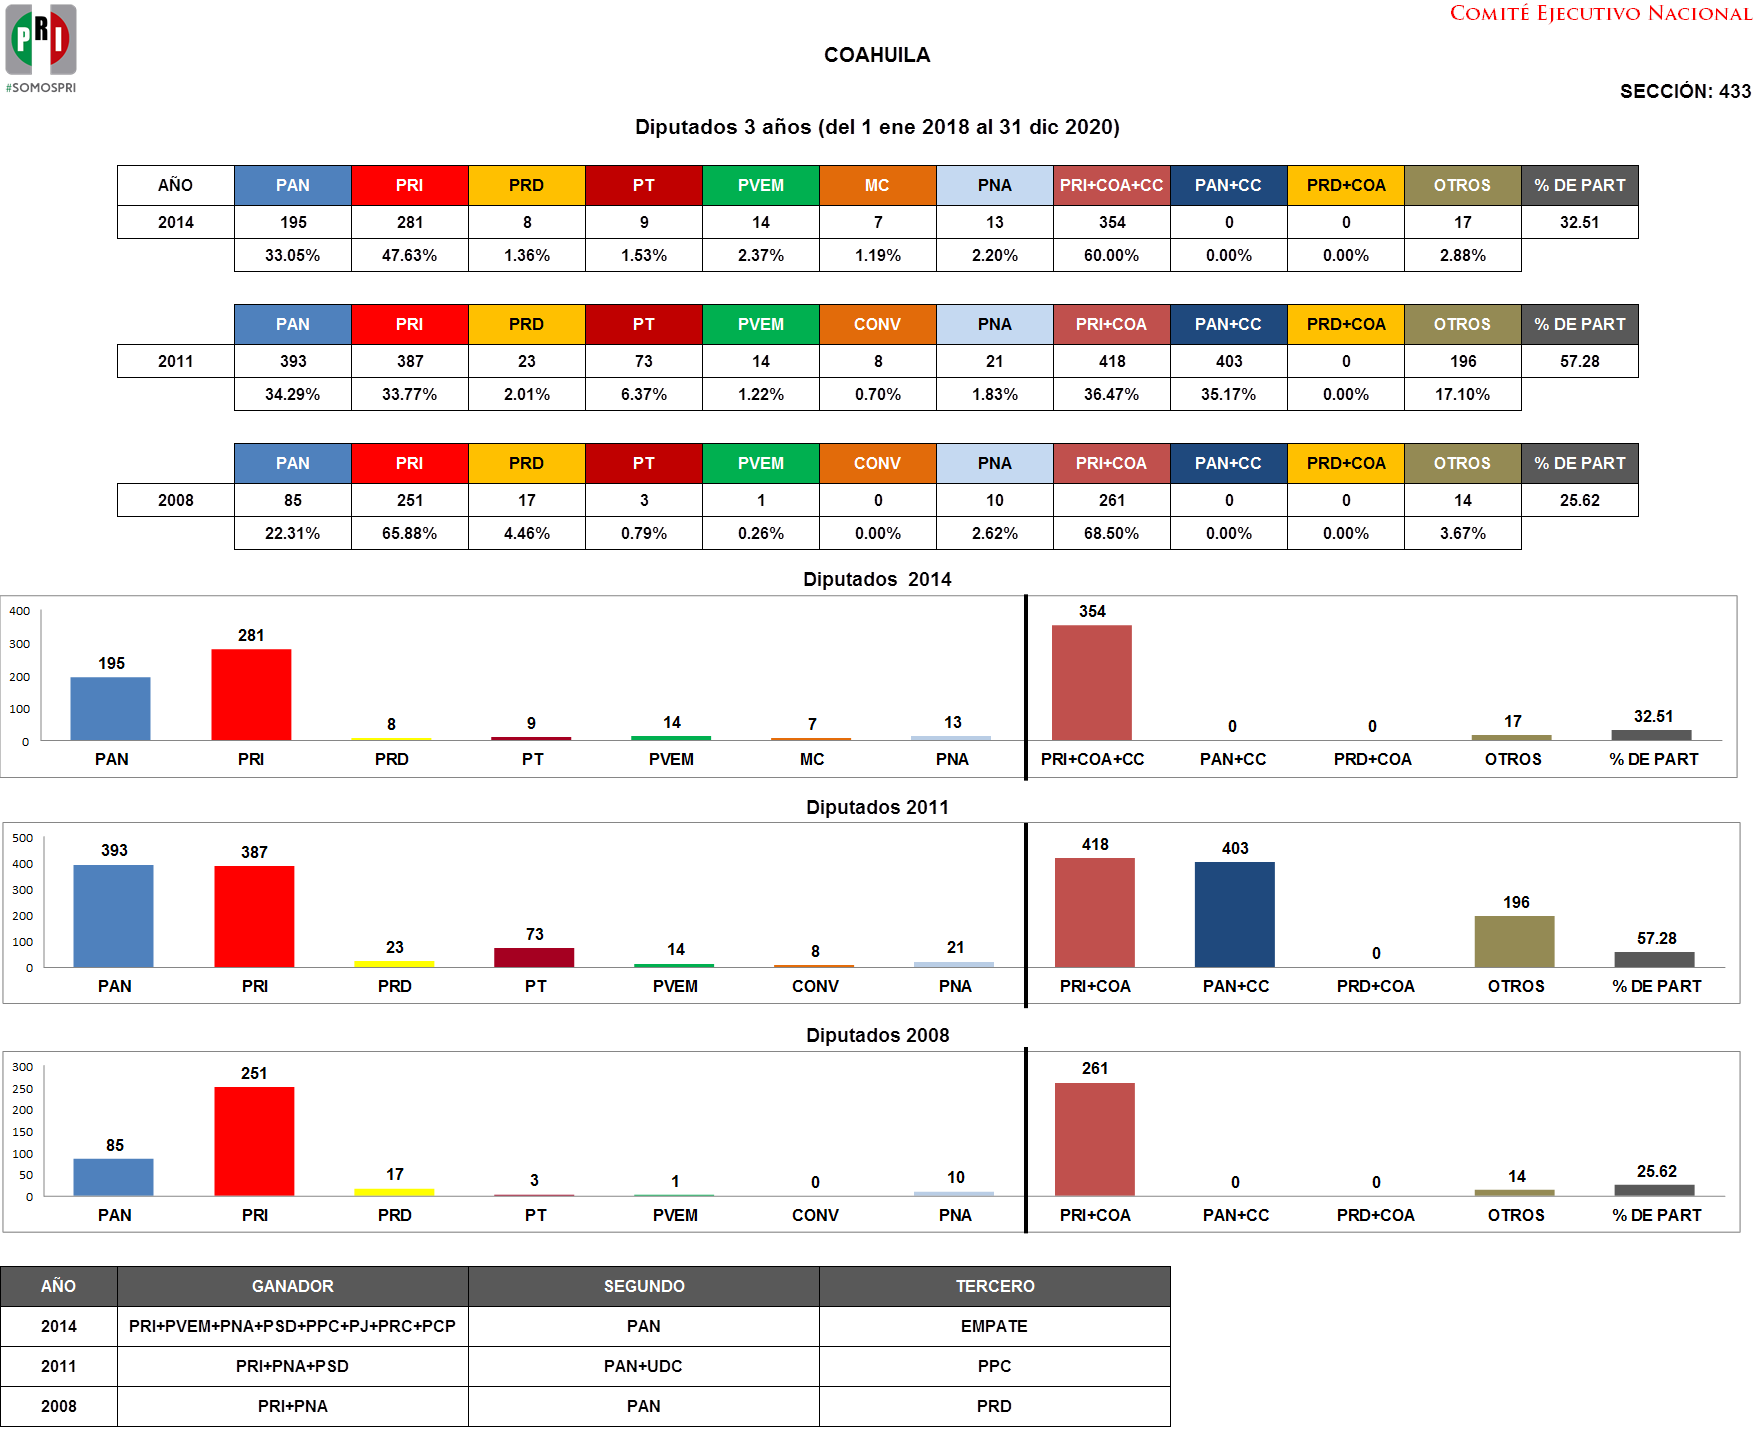 PRI
#SOMOSPRI
COMITÉ EJECUTIVO NACIONAL
COAHUILA
SECCIÓN: 433
Diputados 3 años (del 1 ene 2018 al 31 dic 2020)
AÑO PAN PRI PRD PT PVEM MC PNA PRI+COA+CC PAN+CC PRD+COA OTROS % DE PART
2014 195 281 8 9 14 7 13 354 0 0 17 32.51
33.05% 47.63% 1.36% 1.53% 2.37% 1.19% 2.20% 60.00% 0.00% 0.00% 2.88%
PAN PRI PRD PT PVEM CONV PNA PRI+COA PAN+CC PRD+COA OTROS % DE PART
2011 393 387 23 73 14 8 21 418 403 0 196 57.28
34.29% 33.77% 2.01% 6.37% 1.22% 0.70% 1.83% 36.47% 35.17% 0.00% 17.10%
PAN PRI PRD PT PVEM CONV PNA PRI+COA PAN+CC PRD+COA OTROS % DE PART
2008 85 251 17 3 1 0 10 261 0 0 14 25.62
22.31% 65.88% 4.46% 0.79% 0.26% 0.00% 2.62% 68.50% 0.00% 0.00% 3.67%
Diputados 2014
400
300
200
100
0
195 281 8 9 14 7 13 354 0 0 17 32.51
PAN PRI PRD PT PVEM MC PNA PRI+COA+CC PAN+CC PRD+COA OTROS % DE PART
Diputados 2011
500
400
300
200
100
0
393 387 23 73 14 8 21 418 403 0 196 57.28
PAN PRI PRD PT PVEM CONV PNA PRI+COA PAN+CC PRD+COA OTROS % DE PART
Diputados 2008
300
250
200
150
100
50
0
85 251 17 3 1 0 10 261 0 0 14 25.62
PAN PRI PRD PT PVEM CONV PNA PRI+COA PAN+CC PRD+COA OTROS % DE PART
AÑO GANADOR SEGUNDO TERCERO
2014 PRI+PVEM+PNA+PSD+PPC+PJ+PRC+PCP PAN EMPATE
2011 PRI+PNA+PSD PAN+UDC PPC
2008 PRI+PNA PAN PRD